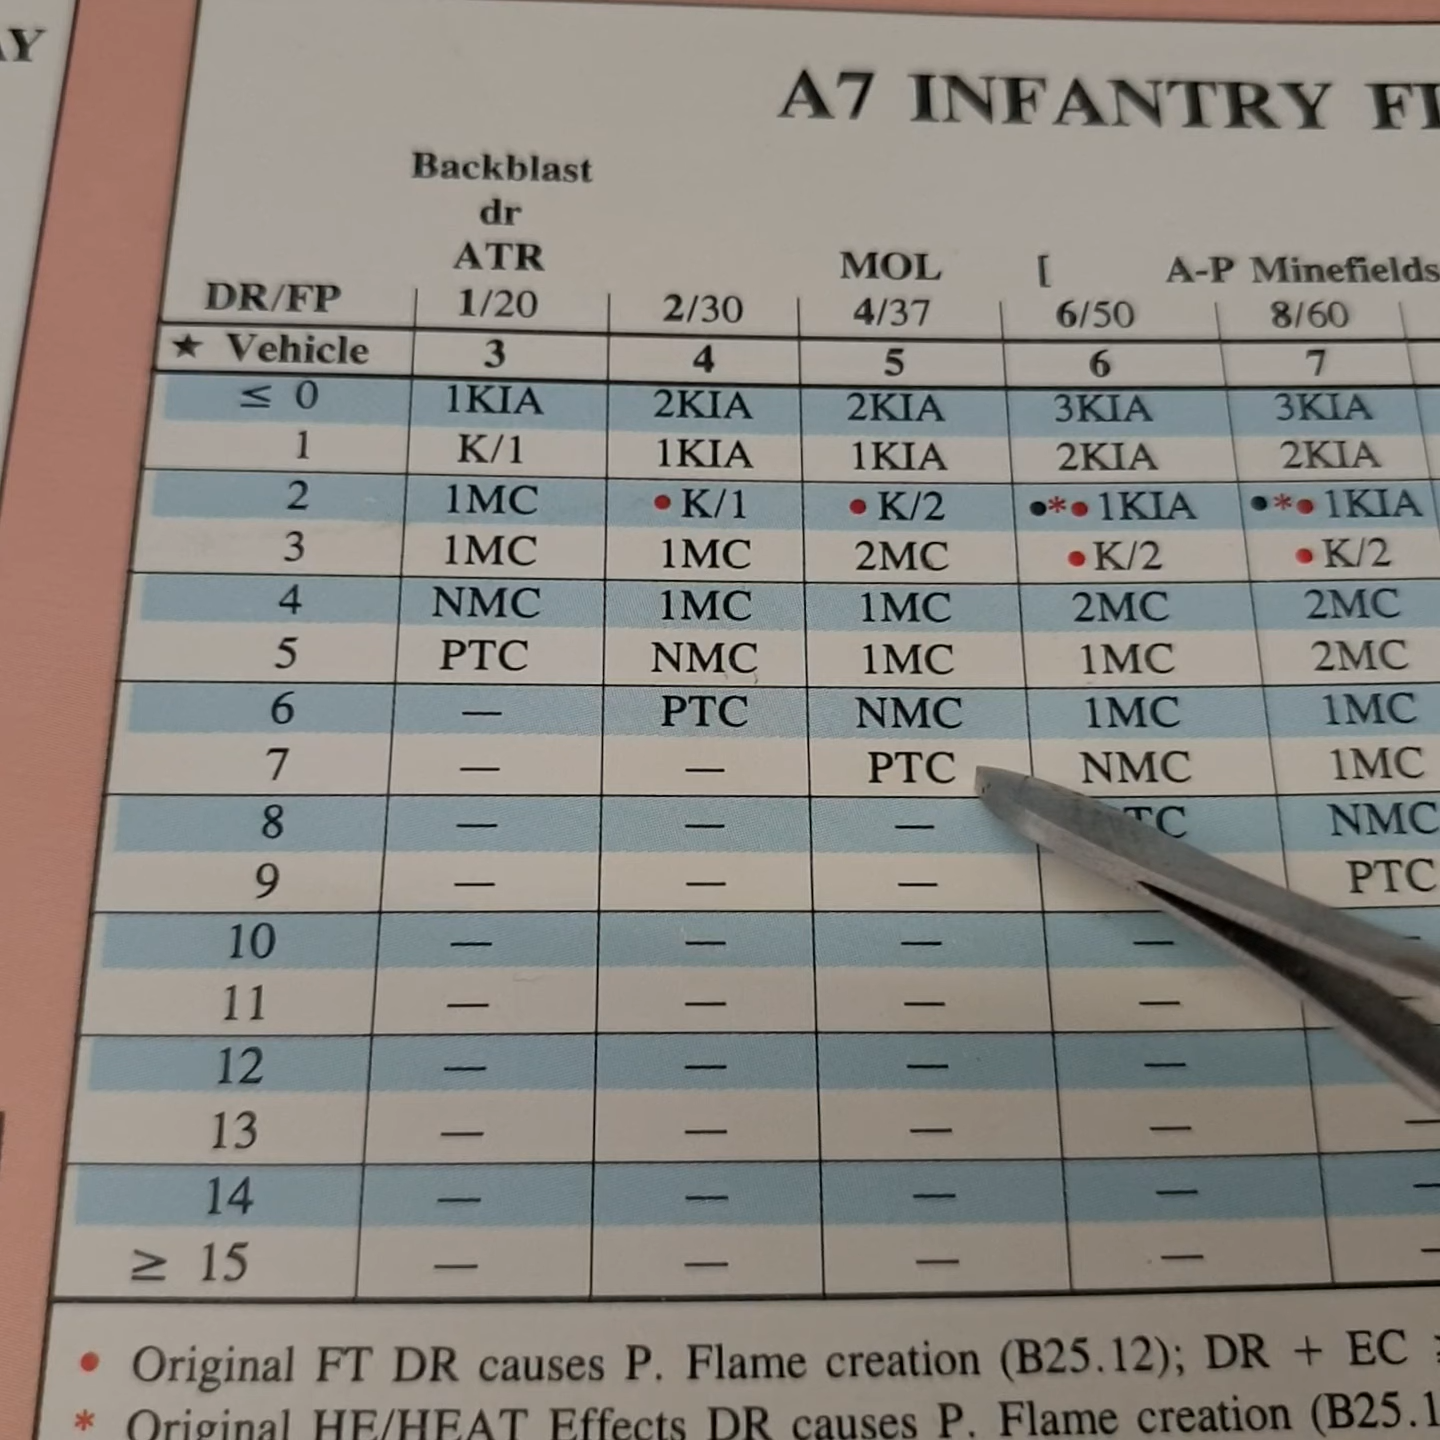 AY
A7 INFANTRY FI
Backblast
dr
ATR MOL [ A-P Minefields
DR/FP 1/20 2/30 4/37 6/50 8/60
★ Vehicle 3 4 5 6 7
≤ 0 1KIA 2KIA 2KIA 3KIA 3KIA
1 K/1 1KIA 1KIA 2KIA 2KIA
2 1MC •K/1 •K/2 •*•1KIA •*•1KIA
3 1MC 1MC 2MC •K/2 •K/2
4 NMC 1MC 1MC 2MC 2MC
5 PTC NMC 1MC 1MC 2MC
6 — PTC NMC 1MC 1MC
7 — — PTC NMC 1MC
8 — — — TC NMC
9 — — — PTC
10 — — — — –
11 — — — — –
12 — — — —
13 — — — — —
14 — — — — —
≥ 15 — — — — —
• Original FT DR causes P. Flame creation (B25.12); DR + EC ≥
* Original HE/HEAT Effects DR causes P. Flame creation (B25.1